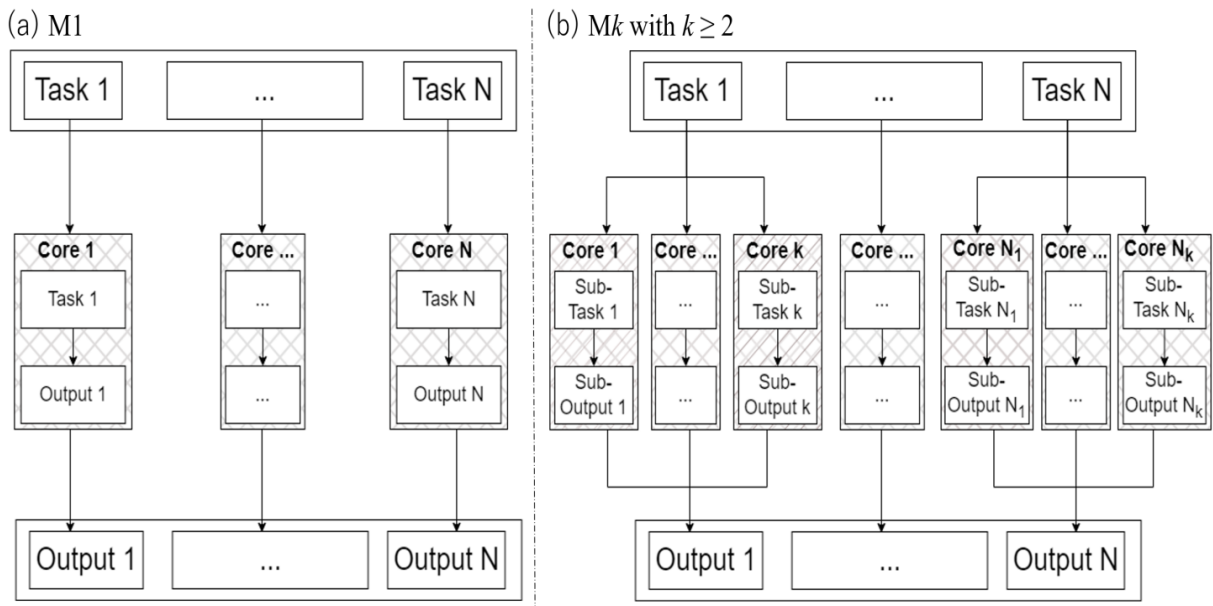 (a) M1
Task 1
...
Task N
Core 1
Core ...
Core N
Task 1
...
Task N
Output 1
...
Output N
Output 1
...
Output N
(b) Mk with k ≥ 2
Task 1
...
Task N
Core 1
Core ...
Core k
Core ...
Core N₁
Core ...
Core Nₖ
Sub-
Task 1
...
Sub-
Task k
...
Sub-
Task N₁
...
Sub-
Task Nₖ
Sub-
Output 1
...
Sub-
Output k
...
Sub-
Output N₁
...
Sub-
Output Nₖ
Output 1
...
Output N